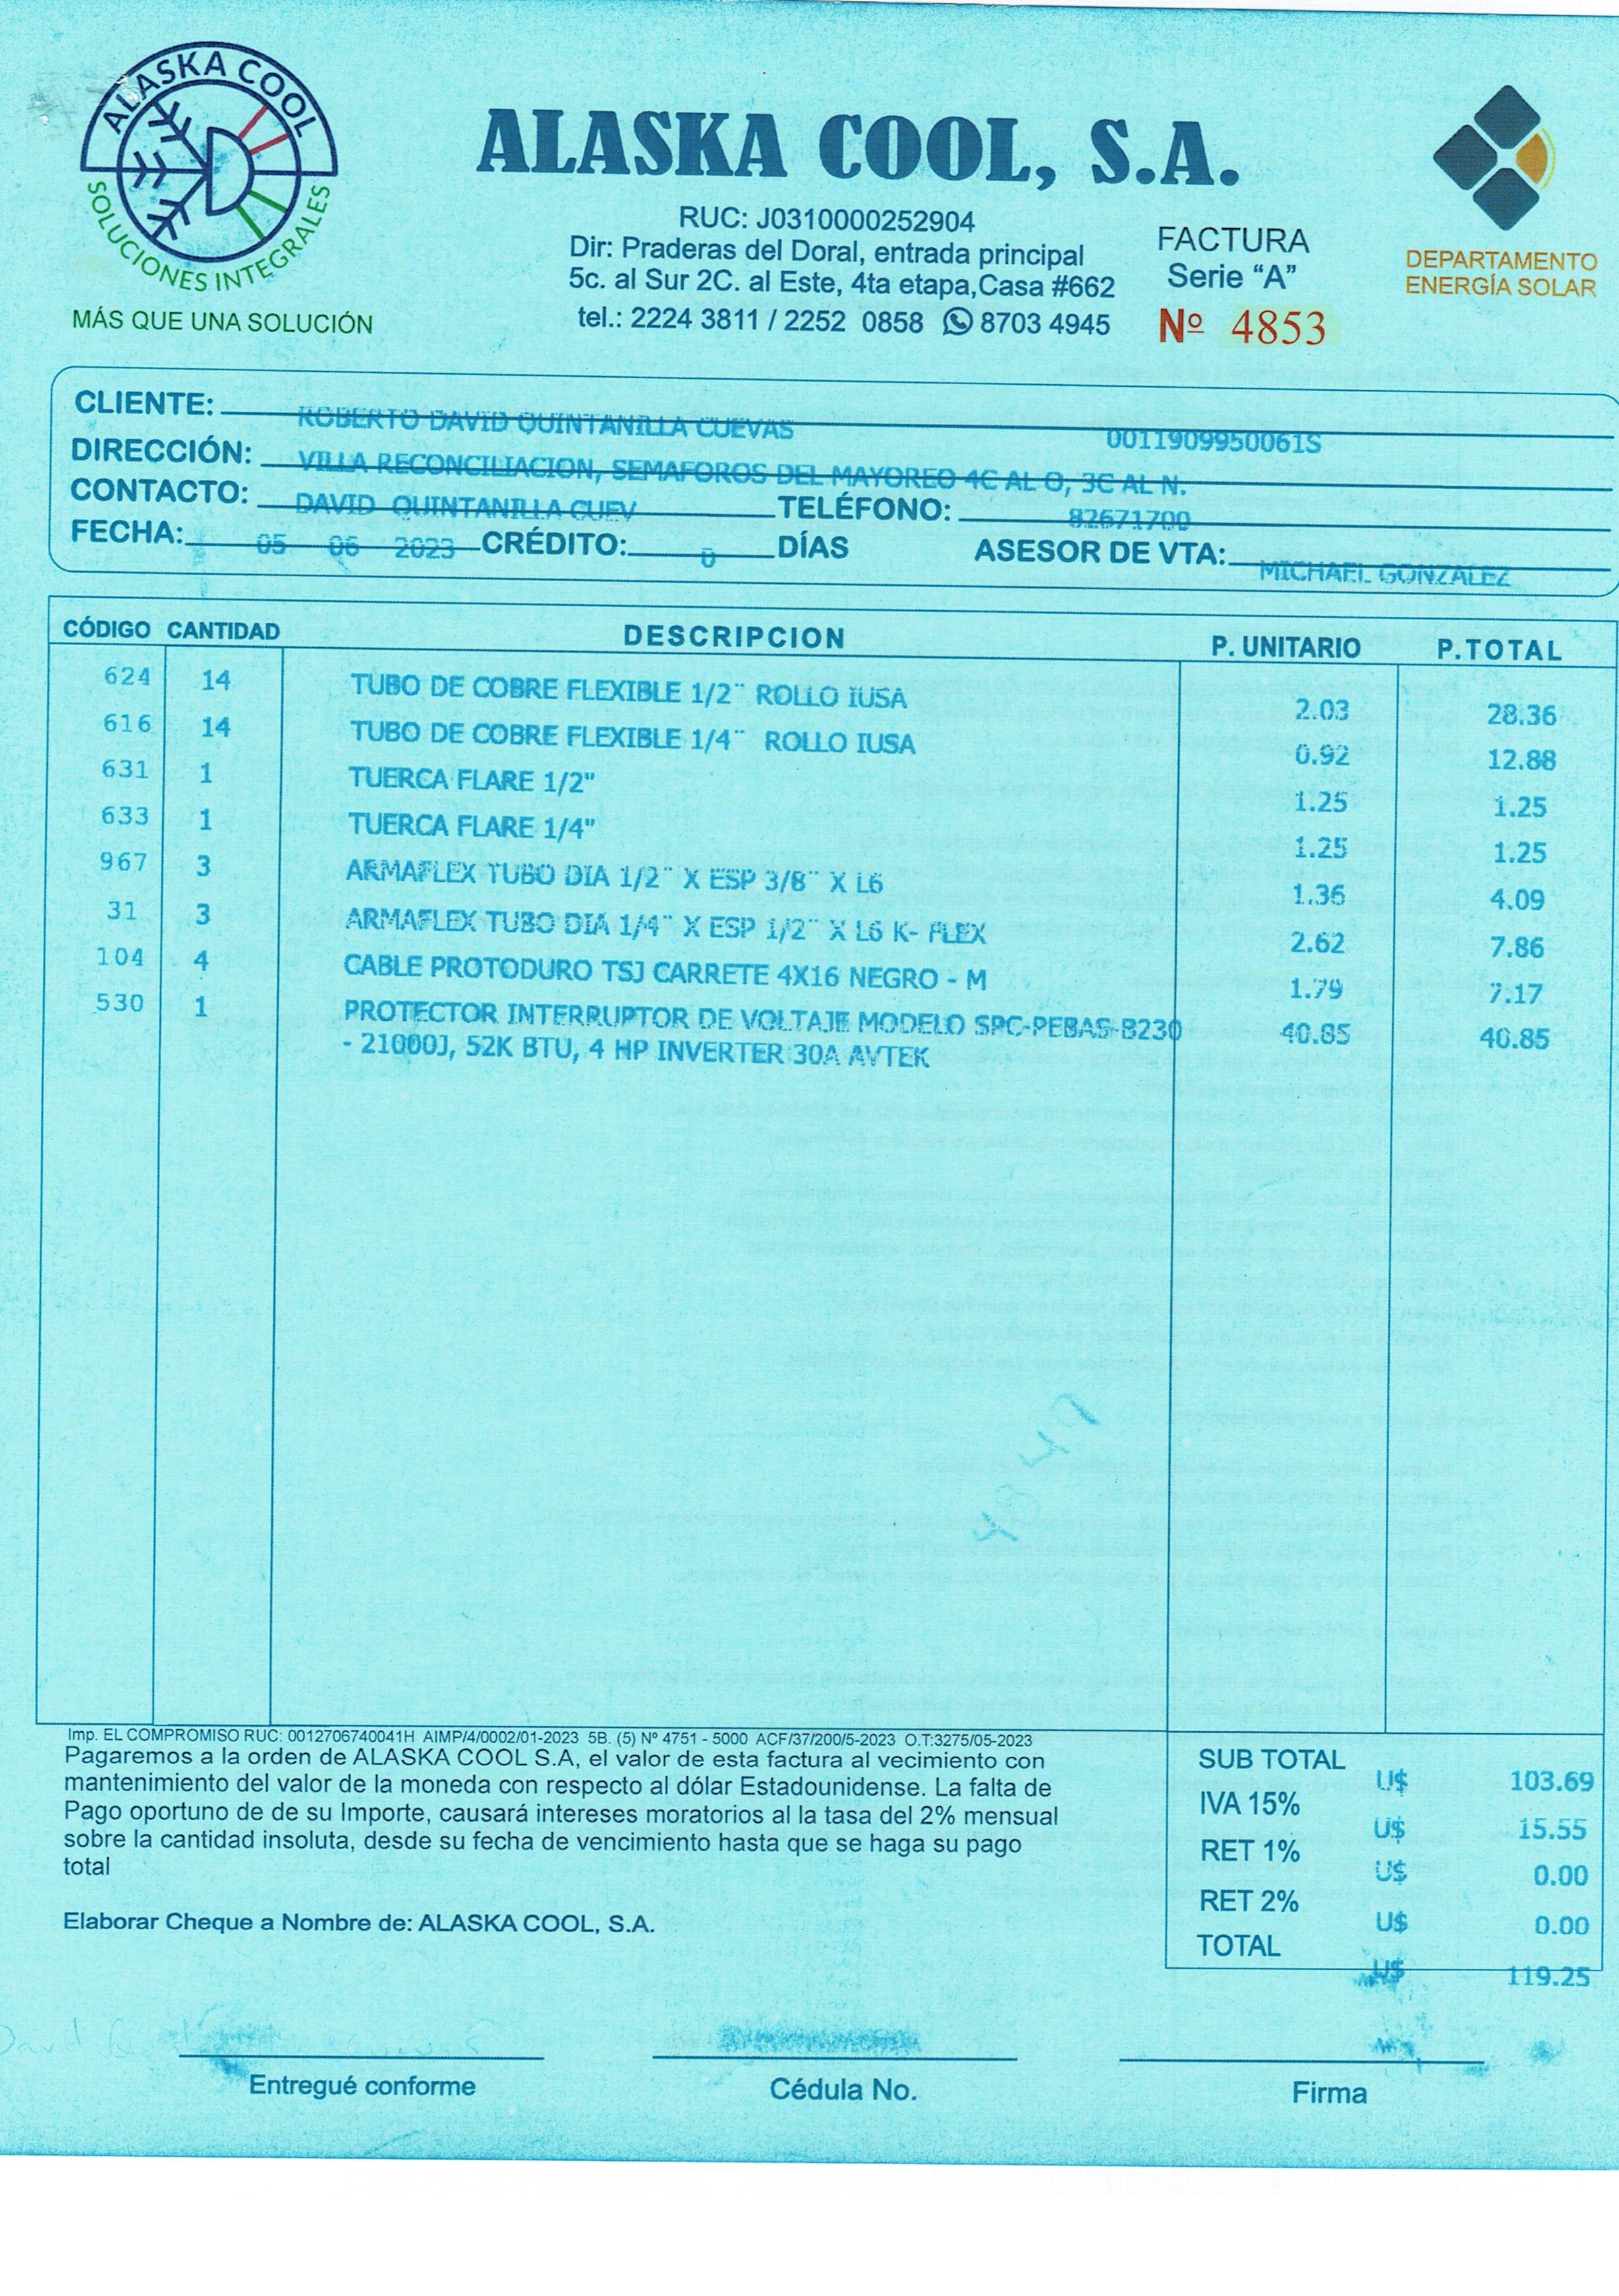 ALASKA COOL
SOLUCIONES INTEGRALES
MÁS QUE UNA SOLUCIÓN
ALASKA COOL, S.A.
RUC: J0310000252904
Dir: Praderas del Doral, entrada principal
5c. al Sur 2C. al Este, 4ta etapa,Casa #662
tel.: 2224 3811 / 2252 0858 8703 4945
FACTURA
Serie “A”
Nº 4853
DEPARTAMENTO
ENERGÍA SOLAR
CLIENTE: ROBERTO DAVID QUINTANILLA CUEVAS 0011909950061S
DIRECCIÓN: VILLA RECONCILIACION, SEMAFOROS DEL MAYOREO 4C AL O, 3C AL N.
CONTACTO: DAVID QUINTANILLA CUEV TELÉFONO: 82671700
FECHA: 05 06 2023 CRÉDITO: 0 DÍAS ASESOR DE VTA: MICHAEL GONZALEZ
CÓDIGO CANTIDAD DESCRIPCION P. UNITARIO P.TOTAL
624 14 TUBO DE COBRE FLEXIBLE 1/2¨ ROLLO IUSA 2.03 28.36
616 14 TUBO DE COBRE FLEXIBLE 1/4¨ ROLLO IUSA 0.92 12.88
631 1 TUERCA FLARE 1/2" 1.25 1.25
633 1 TUERCA FLARE 1/4" 1.25 1.25
967 3 ARMAFLEX TUBO DIA 1/2¨ X ESP 3/8¨ X L6 1.36 4.09
31 3 ARMAFLEX TUBO DIA 1/4¨ X ESP 1/2¨ X L6 K- FLEX 2.62 7.86
104 4 CABLE PROTODURO TSJ CARRETE 4X16 NEGRO - M 1.79 7.17
530 1 PROTECTOR INTERRUPTOR DE VOLTAJE MODELO SPC-PEBAS-B230 40.85 40.85
- 21000J, 52K BTU, 4 HP INVERTER 30A AVTEK
Imp. EL COMPROMISO RUC: 0012706740041H AIMP/4/0002/01-2023 5B. (5) Nº 4751 - 5000 ACF/37/200/5-2023 O.T:3275/05-2023
Pagaremos a la orden de ALASKA COOL S.A, el valor de esta factura al vecimiento con
mantenimiento del valor de la moneda con respecto al dólar Estadounidense. La falta de
Pago oportuno de de su Importe, causará intereses moratorios al la tasa del 2% mensual
sobre la cantidad insoluta, desde su fecha de vencimiento hasta que se haga su pago
total
Elaborar Cheque a Nombre de: ALASKA COOL, S.A.
SUB TOTAL U$ 103.69
IVA 15% U$ 15.55
RET 1% U$ 0.00
RET 2% U$ 0.00
TOTAL U$ 119.25
David
Entregué conforme
Cédula No.
Firma